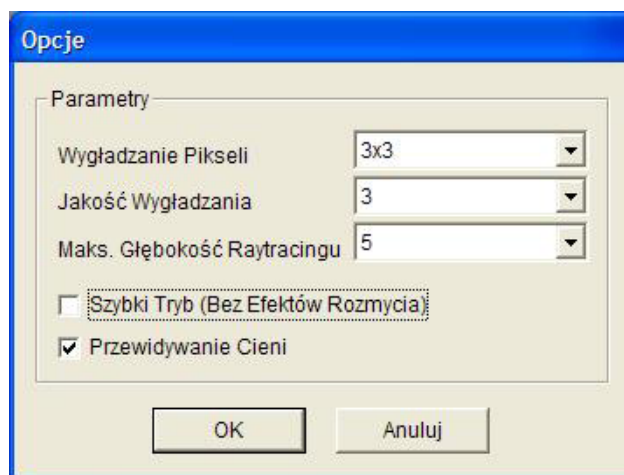 Opcje
Parametry
Wygładzanie Pikseli 3x3
Jakość Wygładzania 3
Maks. Głębokość Raytracingu 5
Szybki Tryb (Bez Efektów Rozmycia)
Przewidywanie Cieni
OK Anuluj